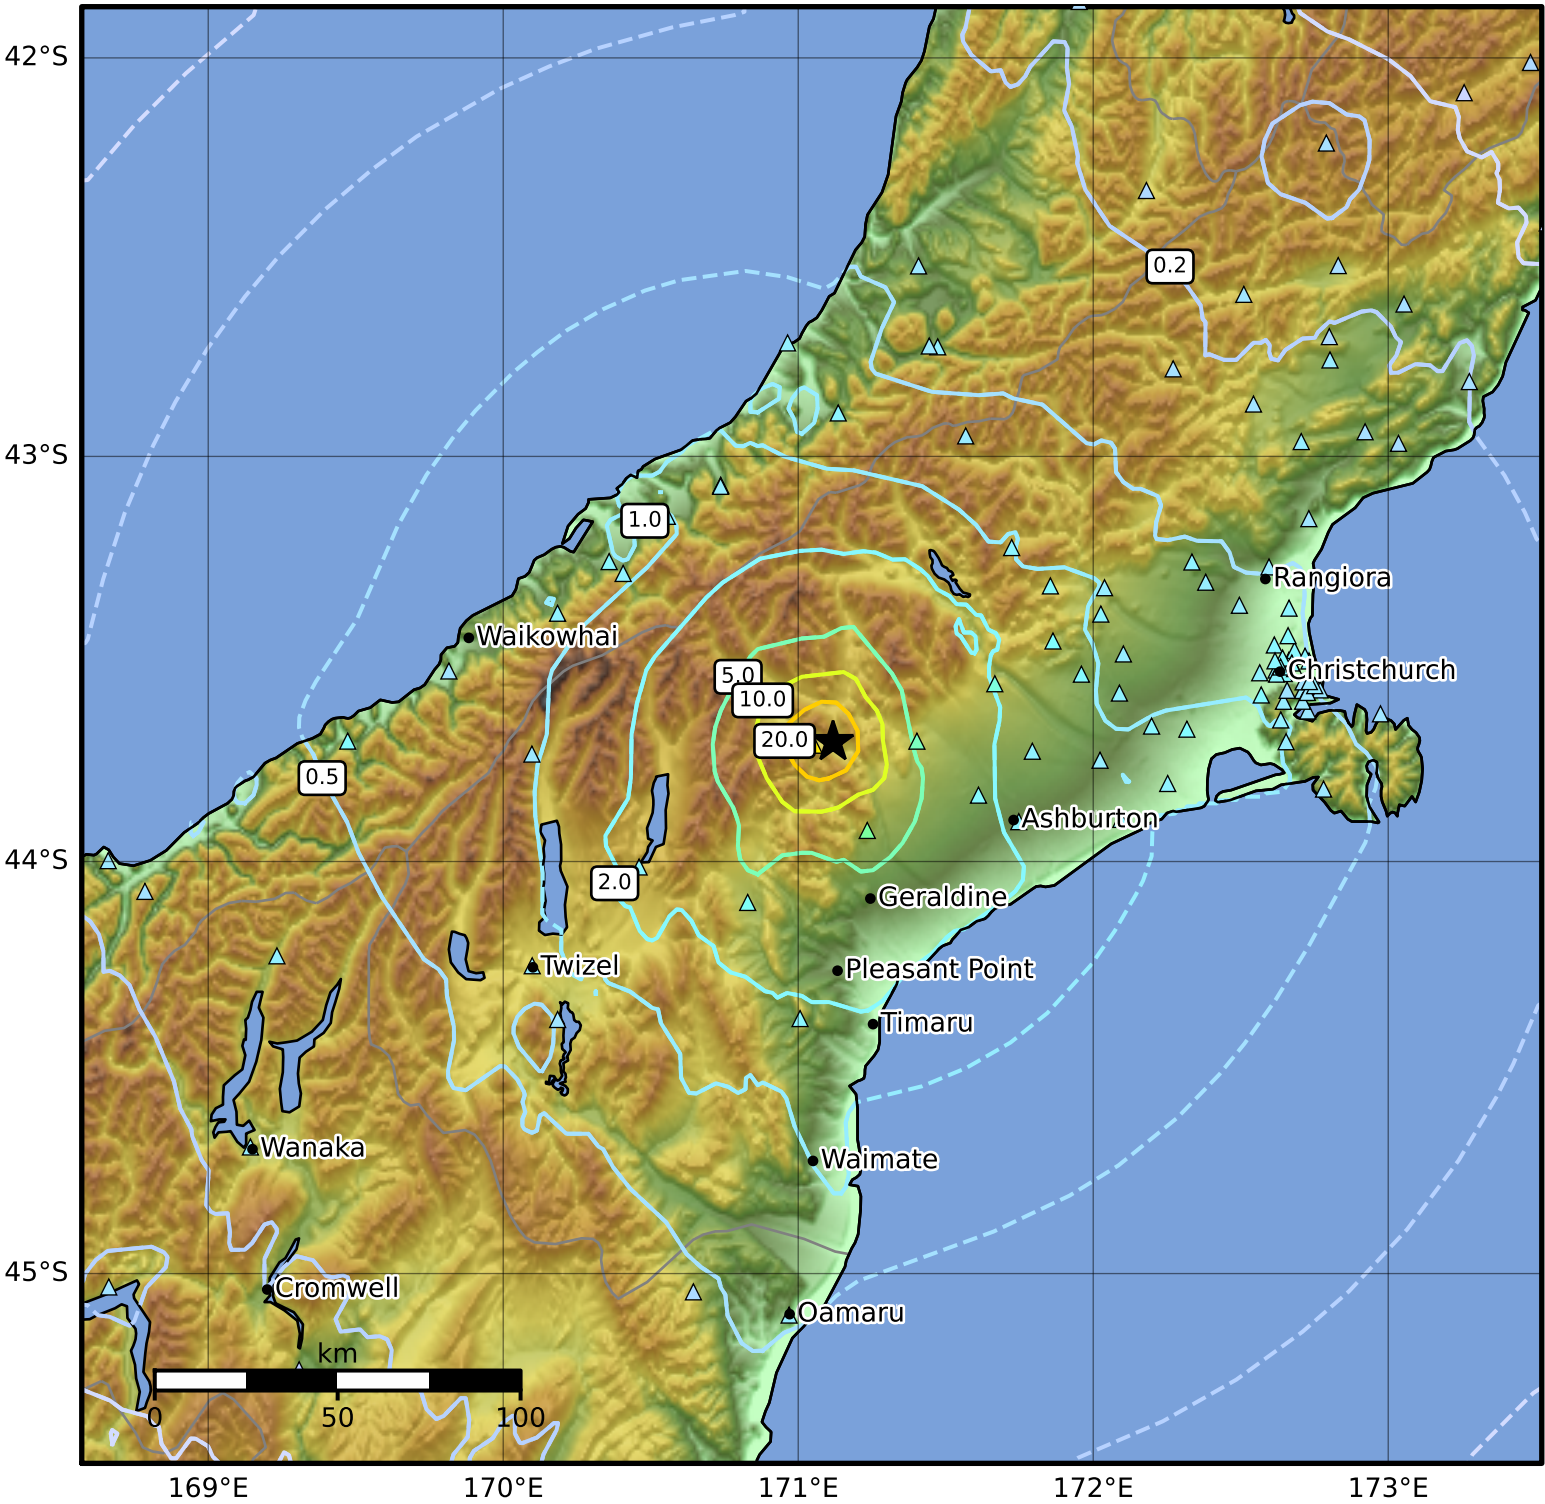 42°S
0.2
43°S
1.0
Rangiora
Waikowhai
Christchurch
5.0
10.0
20.0
0.5
Ashburton
44°S
2.0
Geraldine
Twizel
Pleasant Point
Timaru
Wanaka
Waimate
45°S
Cromwell
Oamaru
km
0 50 100
169°E 170°E 171°E 172°E 173°E